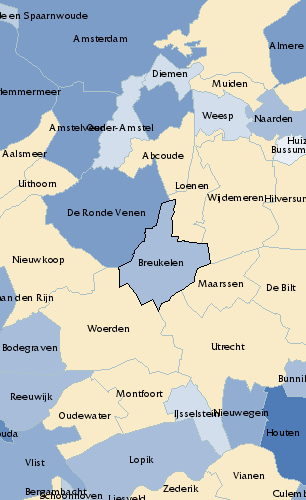 e en Spaarnwoude
Amsterdam
Almere
Diemen
Muiden
lemmermeer
Weesp
Naarden
Amstelveen
Ouder-Amstel
Huiz
Bussum
Aalsmeer
Abcoude
Uithoorn
Loenen
Wijdemeren
Hilversum
De Ronde Venen
Nieuwkoop
Breukelen
Maarssen
De Bilt
an den Rijn
Woerden
Utrecht
Bodegraven
Bunnik
Reeuwijk
Montfoort
Oudewater
IJsselstein
Nieuwegein
Houten
uda
Vlist
Lopik
Vianen
Bergambacht
Schoonhoven
Liesveld
Zederik
Culemb